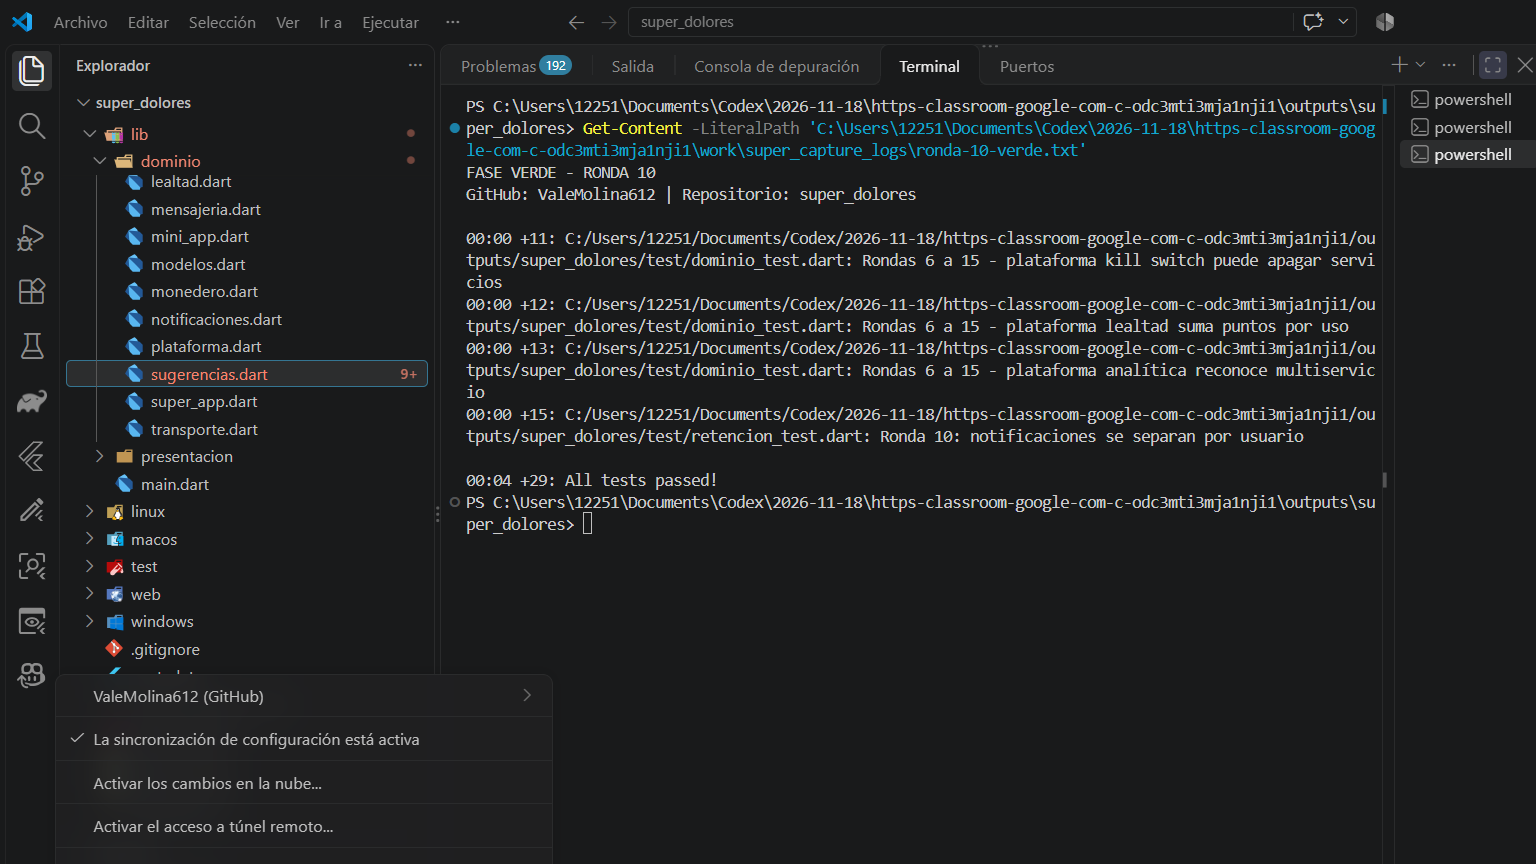 Archivo Editar Selección Ver Ir a Ejecutar ··· super_dolores
Explorador ···
super_dolores
lib
dominio
lealtad.dart
mensajeria.dart
mini_app.dart
modelos.dart
monedero.dart
notificaciones.dart
plataforma.dart
sugerencias.dart 9+
super_app.dart
transporte.dart
presentacion
main.dart
linux
macos
test
web
windows
.gitignore
ValeMolina612 (GitHub)
La sincronización de configuración está activa
Activar los cambios en la nube...
Activar el acceso a túnel remoto...
Problemas 192 Salida Consola de depuración Terminal Puertos
PS C:\Users\12251\Documents\Codex\2026-11-18\https-classroom-google-com-c-odc3mti3mja1nji1\outputs\su
per_dolores> Get-Content -LiteralPath 'C:\Users\12251\Documents\Codex\2026-11-18\https-classroom-goog
le-com-c-odc3mti3mja1nji1\work\super_capture_logs\ronda-10-verde.txt'
FASE VERDE - RONDA 10
GitHub: ValeMolina612 | Repositorio: super_dolores
00:00 +11: C:/Users/12251/Documents/Codex/2026-11-18/https-classroom-google-com-c-odc3mti3mja1nji1/ou
tputs/super_dolores/test/dominio_test.dart: Rondas 6 a 15 - plataforma kill switch puede apagar servi
cios
00:00 +12: C:/Users/12251/Documents/Codex/2026-11-18/https-classroom-google-com-c-odc3mti3mja1nji1/ou
tputs/super_dolores/test/dominio_test.dart: Rondas 6 a 15 - plataforma lealtad suma puntos por uso
00:00 +13: C:/Users/12251/Documents/Codex/2026-11-18/https-classroom-google-com-c-odc3mti3mja1nji1/ou
tputs/super_dolores/test/dominio_test.dart: Rondas 6 a 15 - plataforma analítica reconoce multiservic
io
00:00 +15: C:/Users/12251/Documents/Codex/2026-11-18/https-classroom-google-com-c-odc3mti3mja1nji1/ou
tputs/super_dolores/test/retencion_test.dart: Ronda 10: notificaciones se separan por usuario
00:04 +29: All tests passed!
PS C:\Users\12251\Documents\Codex\2026-11-18\https-classroom-google-com-c-odc3mti3mja1nji1\outputs\su
per_dolores>
powershell
powershell
powershell